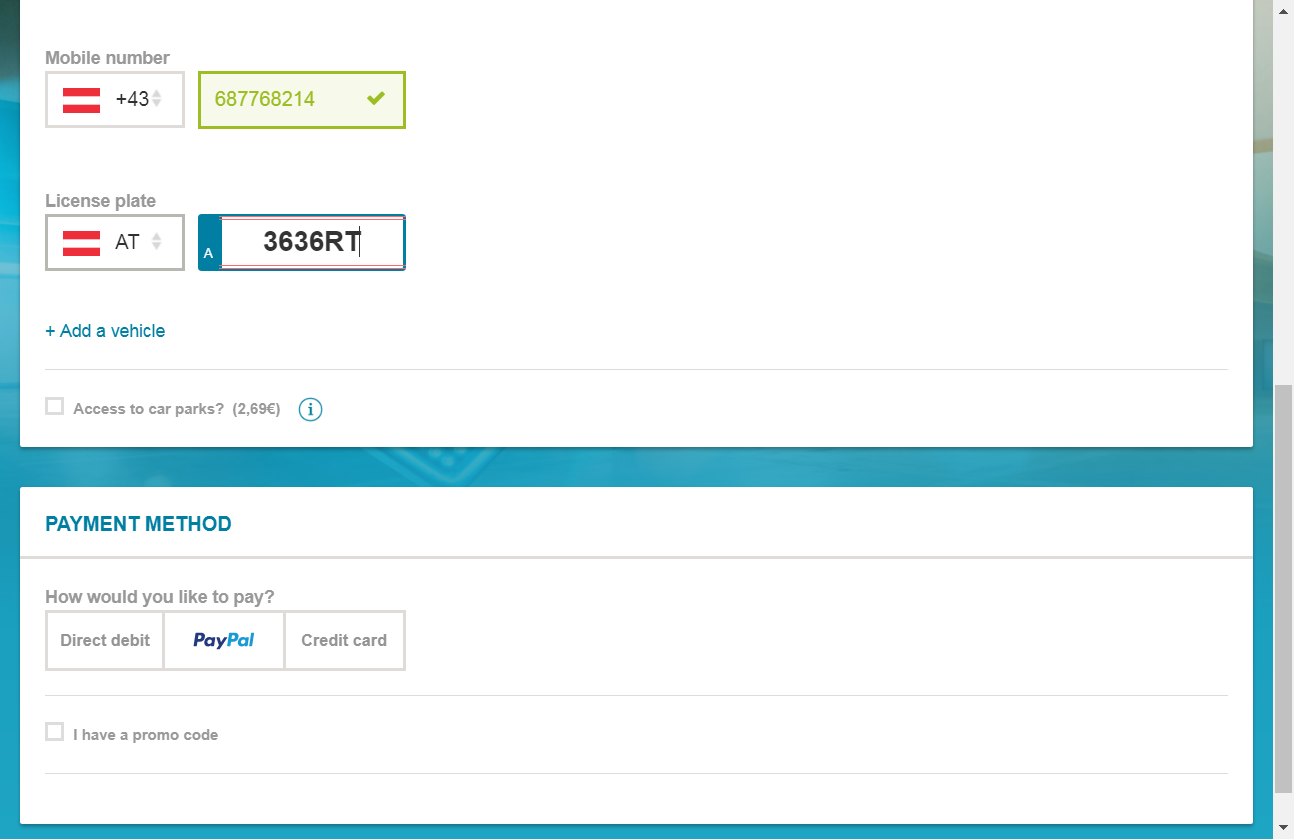 Mobile number
+43 687768214
License plate
AT A 3636RT
+ Add a vehicle
Access to car parks? (2,69€) i
PAYMENT METHOD
How would you like to pay?
Direct debit PayPal Credit card
I have a promo code